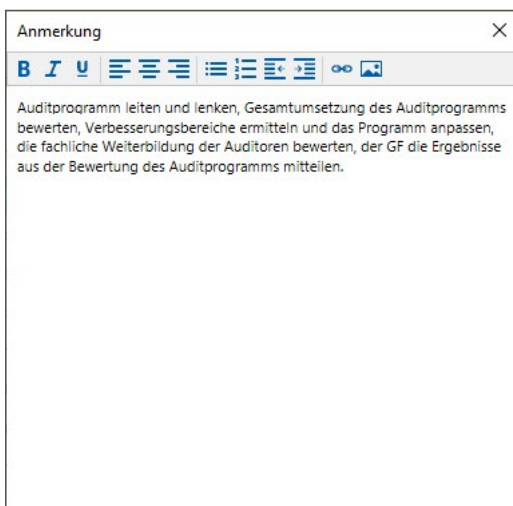 Anmerkung
B I U
Auditprogramm leiten und lenken, Gesamtumsetzung des Auditprogramms
bewerten, Verbesserungsbereiche ermitteln und das Programm anpassen,
die fachliche Weiterbildung der Auditoren bewerten, der GF die Ergebnisse
aus der Bewertung des Auditprogramms mitteilen.